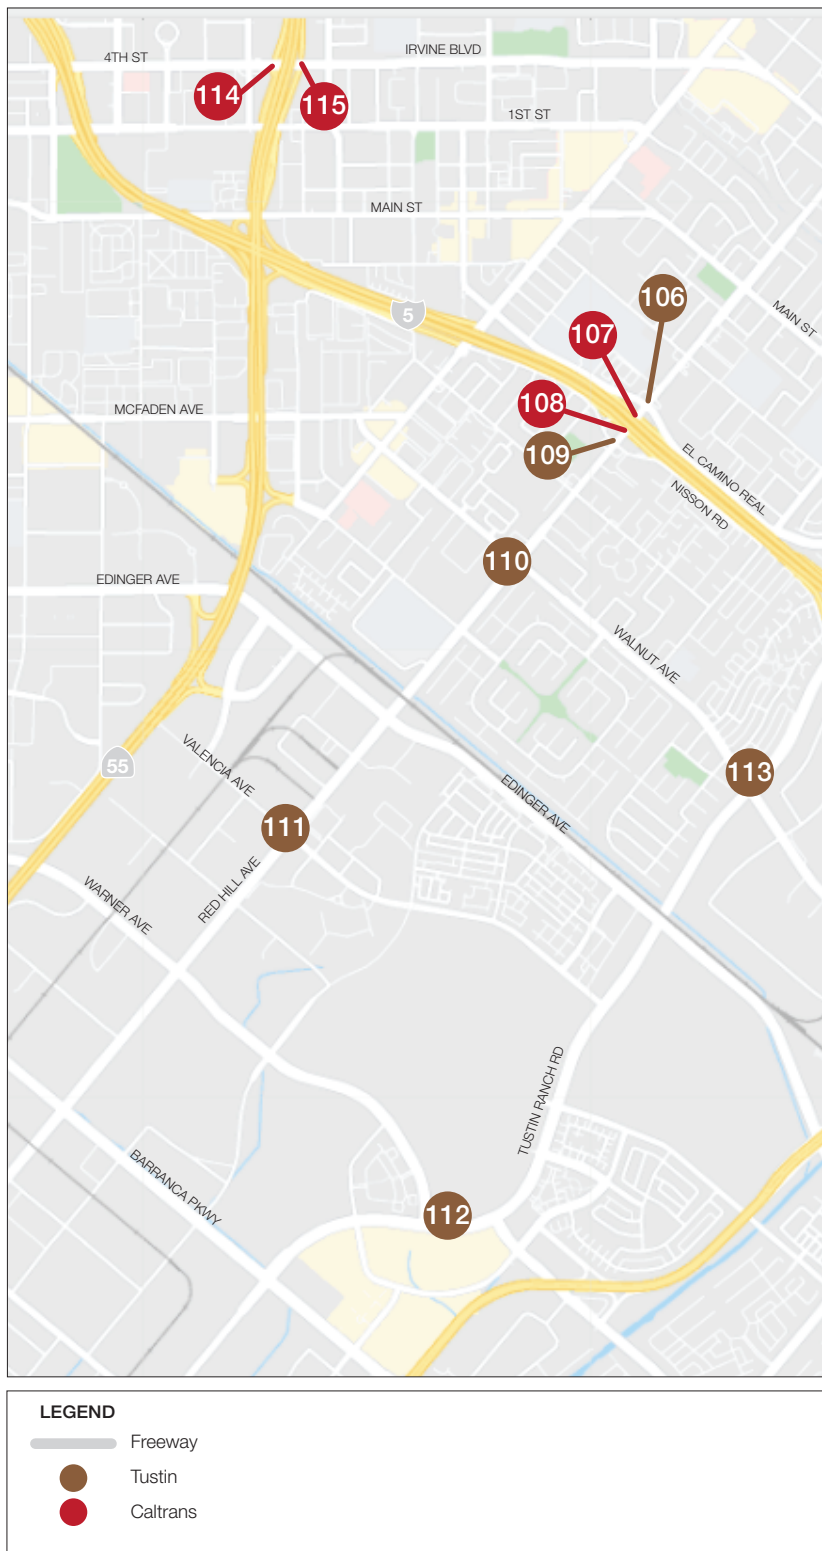 4TH ST
IRVINE BLVD
114
115
1ST ST
MAIN ST
106
5
MAIN ST
107
108
MCFADEN AVE
109
EL CAMINO REAL
NISSON RD
110
EDINGER AVE
WALNUT AVE
55
VALENCIA AVE
113
EDINGER AVE
111
RED HILL AVE
WARNER AVE
TUSTIN RANCH RD
BARRANCA PKWY
112
LEGEND
Freeway
Tustin
Caltrans